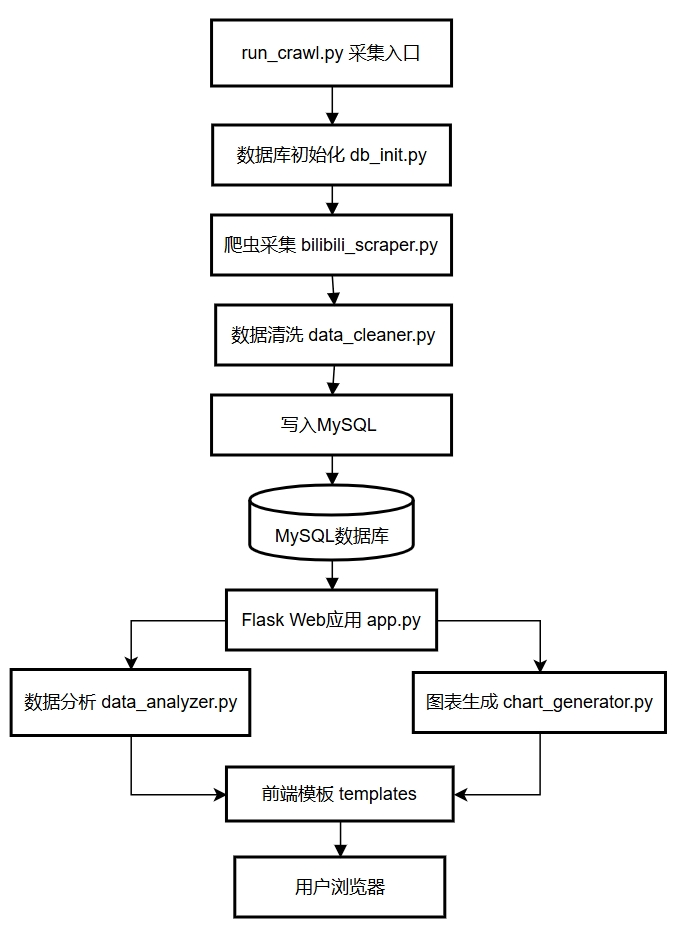 run_crawl.py 采集入口
数据库初始化 db_init.py
爬虫采集 bilibili_scraper.py
数据清洗 data_cleaner.py
写入MySQL
MySQL数据库
Flask Web应用 app.py
数据分析 data_analyzer.py
图表生成 chart_generator.py
前端模板 templates
用户浏览器